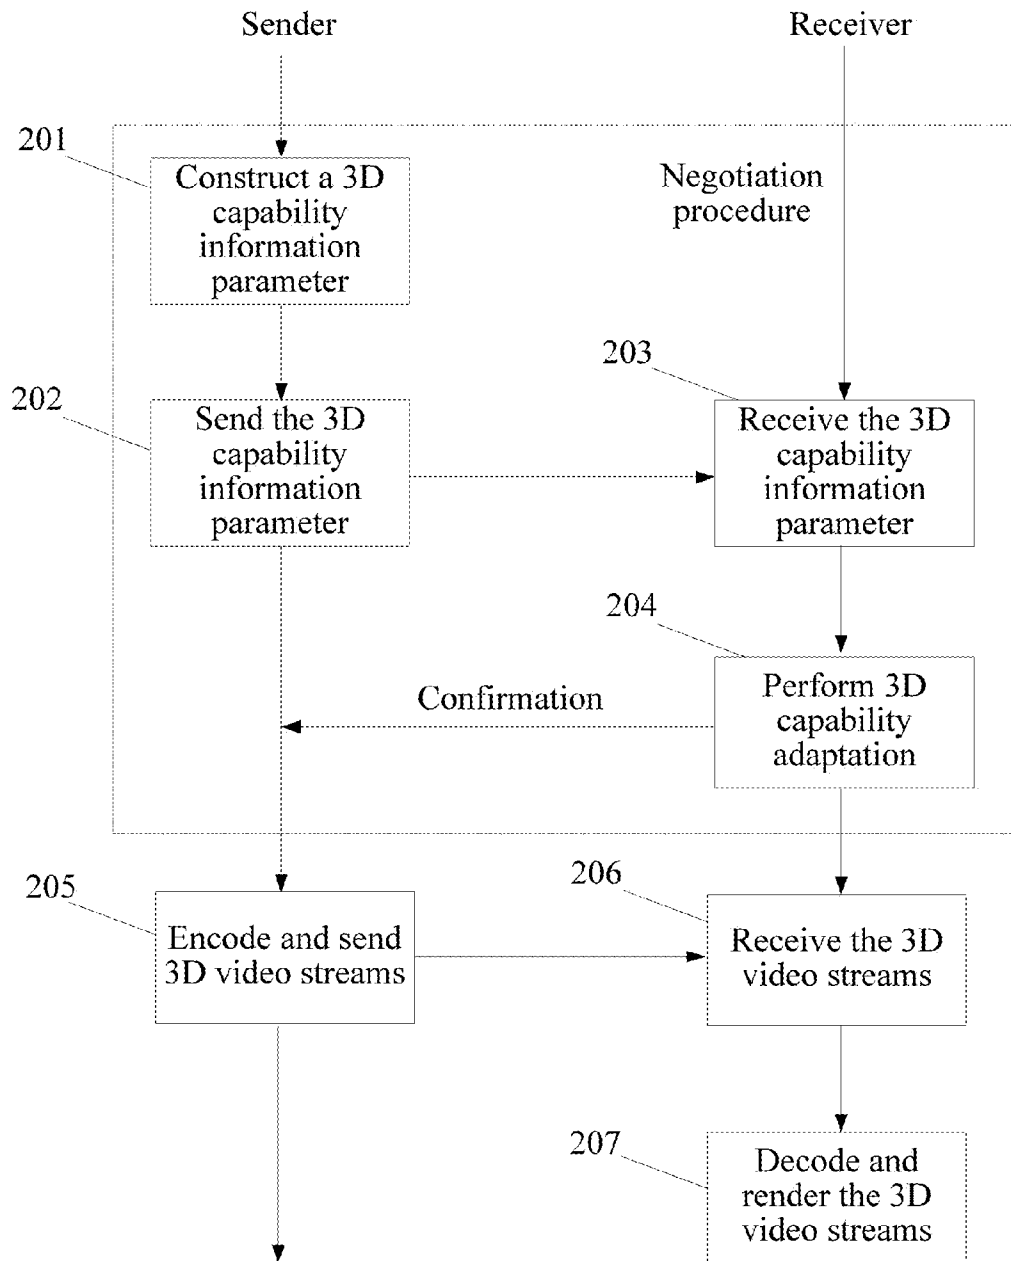 Sender
Receiver
201
Construct a 3D
capability
information
parameter
Negotiation
procedure
202
Send the 3D
capability
information
parameter
203
Receive the 3D
capability
information
parameter
204
Perform 3D
capability
adaptation
Confirmation
205
Encode and send
3D video streams
206
Receive the 3D
video streams
207
Decode and
render the 3D
video streams